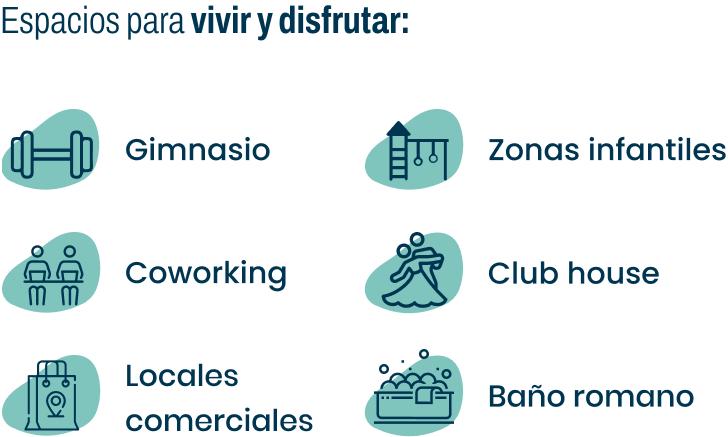 Espacios para vivir y disfrutar:
Gimnasio
Zonas infantiles
Coworking
Club house
Locales
comerciales
Baño romano